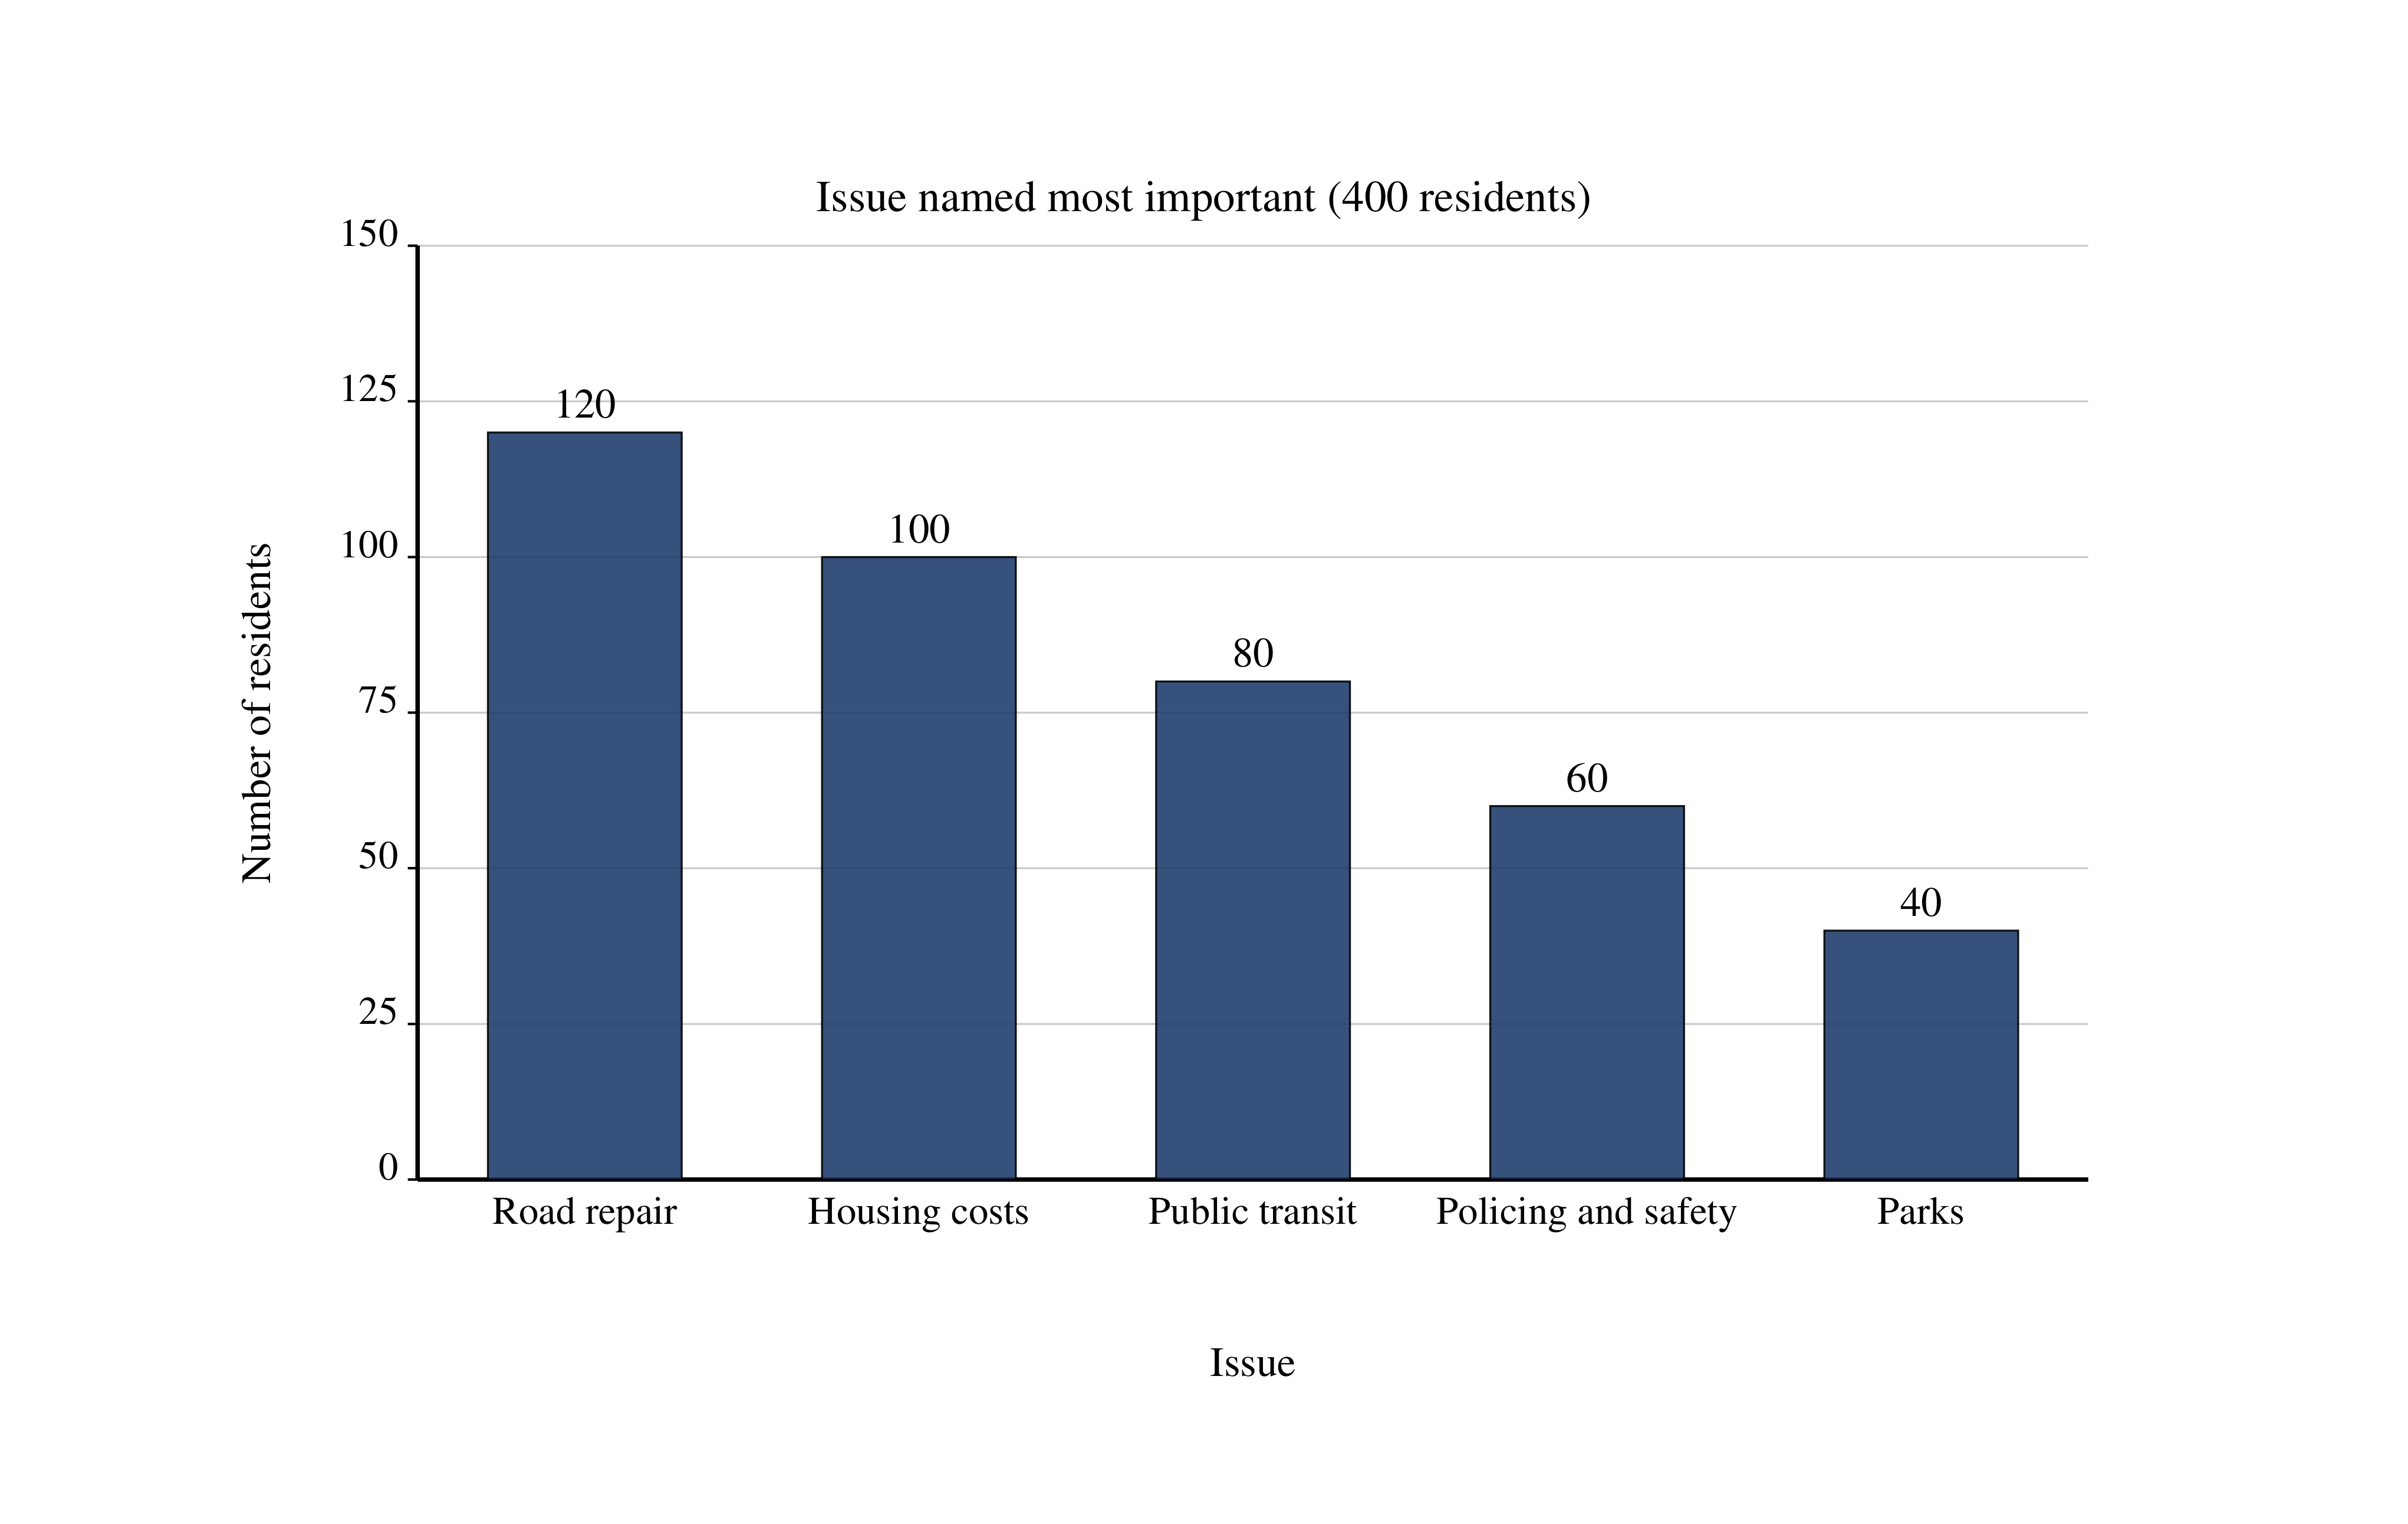 Issue named most important (400 residents)
150
125
100
75
50
25
0
Number of residents
120
100
80
60
40
Road repair
Housing costs
Public transit
Policing and safety
Parks
Issue